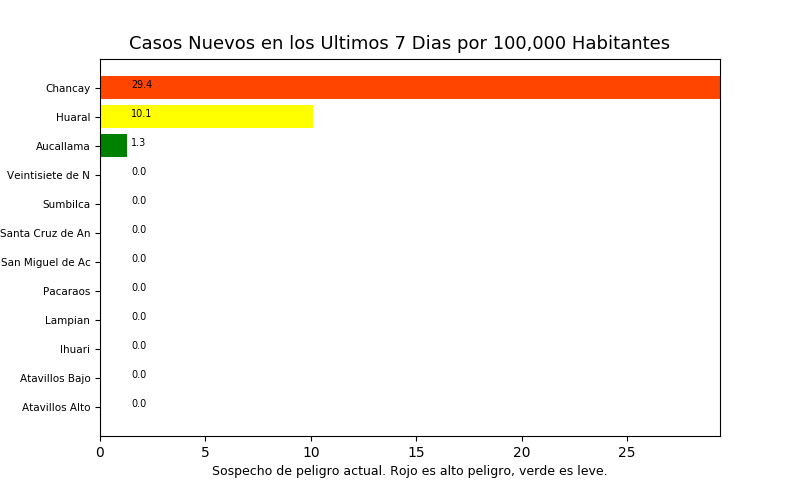 Casos Nuevos en los Ultimos 7 Dias por 100,000 Habitantes
Chancay 29.4
Huaral 10.1
Aucallama 1.3
Veintisiete de N 0.0
Sumbilca 0.0
Santa Cruz de An 0.0
San Miguel de Ac 0.0
Pacaraos 0.0
Lampian 0.0
Ihuari 0.0
Atavillos Bajo 0.0
Atavillos Alto 0.0
0 5 10 15 20 25
Sospecho de peligro actual. Rojo es alto peligro, verde es leve.